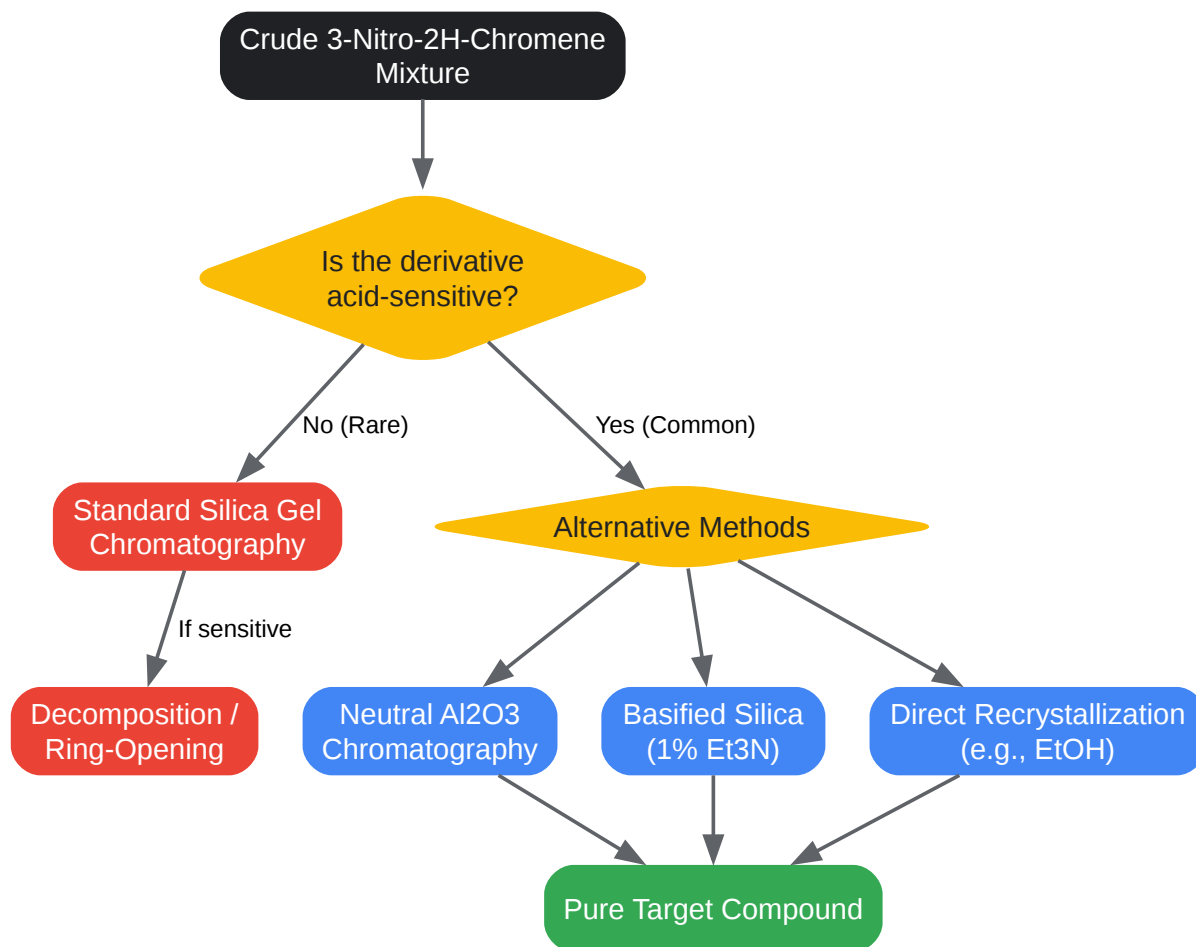 Crude 3-Nitro-2H-Chromene
Mixture
Is the derivative
acid-sensitive?
No (Rare)
Yes (Common)
Standard Silica Gel
Chromatography
Alternative Methods
If sensitive
Decomposition /
Ring-Opening
Neutral Al2O3
Chromatography
Basified Silica
(1% Et3N)
Direct Recrystallization
(e.g., EtOH)
Pure Target Compound